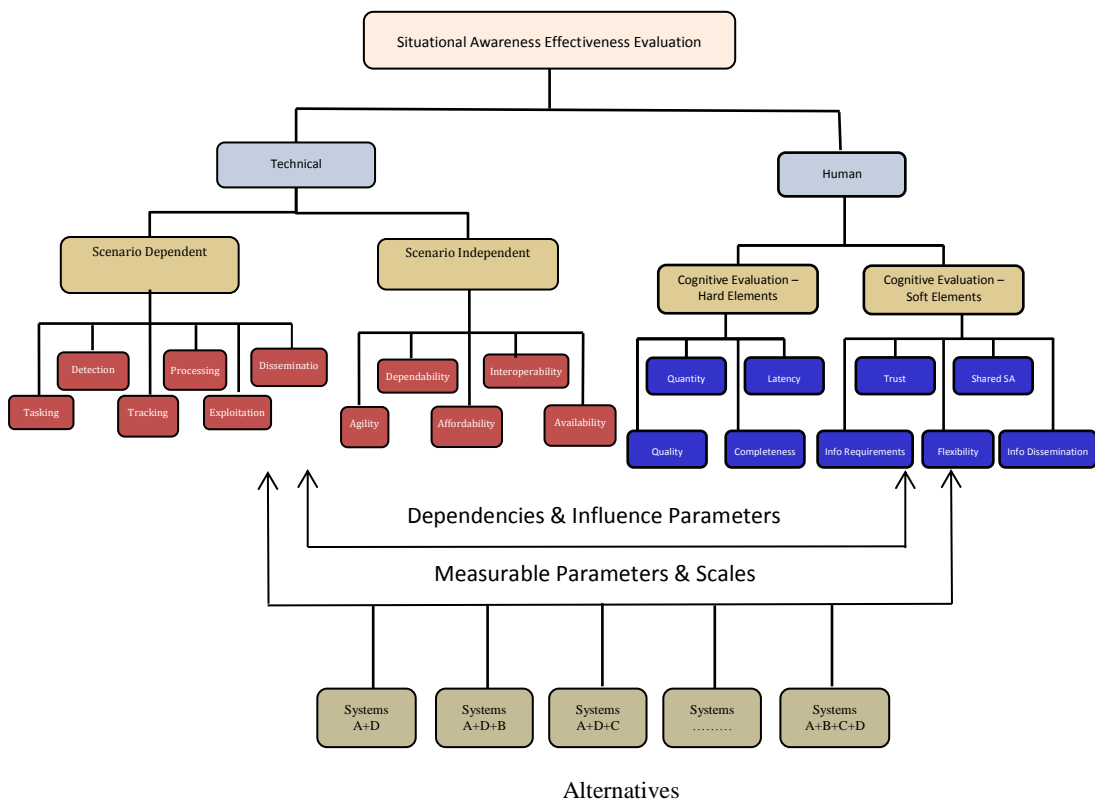 Situational Awareness Effectiveness Evaluation
Technical
Human
Scenario Dependent
Scenario Independent
Cognitive Evaluation –
Hard Elements
Cognitive Evaluation –
Soft Elements
Detection
Processing
Disseminatio
Tasking
Tracking
Exploitation
Dependability
Interoperability
Agility
Affordability
Availability
Quantity
Latency
Quality
Completeness
Trust
Shared SA
Info Requirements
Flexibility
Info Dissemination
Dependencies & Influence Parameters
Measurable Parameters & Scales
Systems
A+D
Systems
A+D+B
Systems
A+D+C
Systems
………
Systems
A+B+C+D
Alternatives